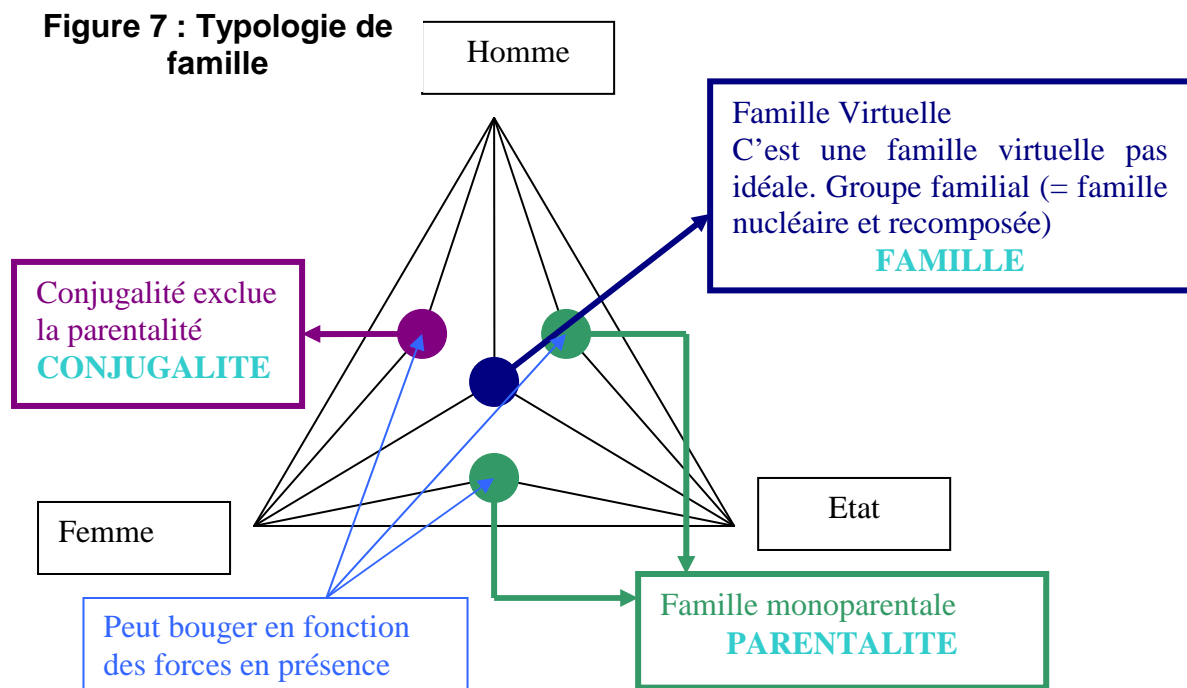 Figure 7 : Typologie de
famille
Homme
Famille Virtuelle
C'est une famille virtuelle pas
idéale. Groupe familial (= famille
nucléaire et recomposée)
FAMILLE
Conjugalité exclue
la parentalité
CONJUGALITE
Femme
Etat
Peut bouger en fonction
des forces en présence
Famille monoparentale
PARENTALITE